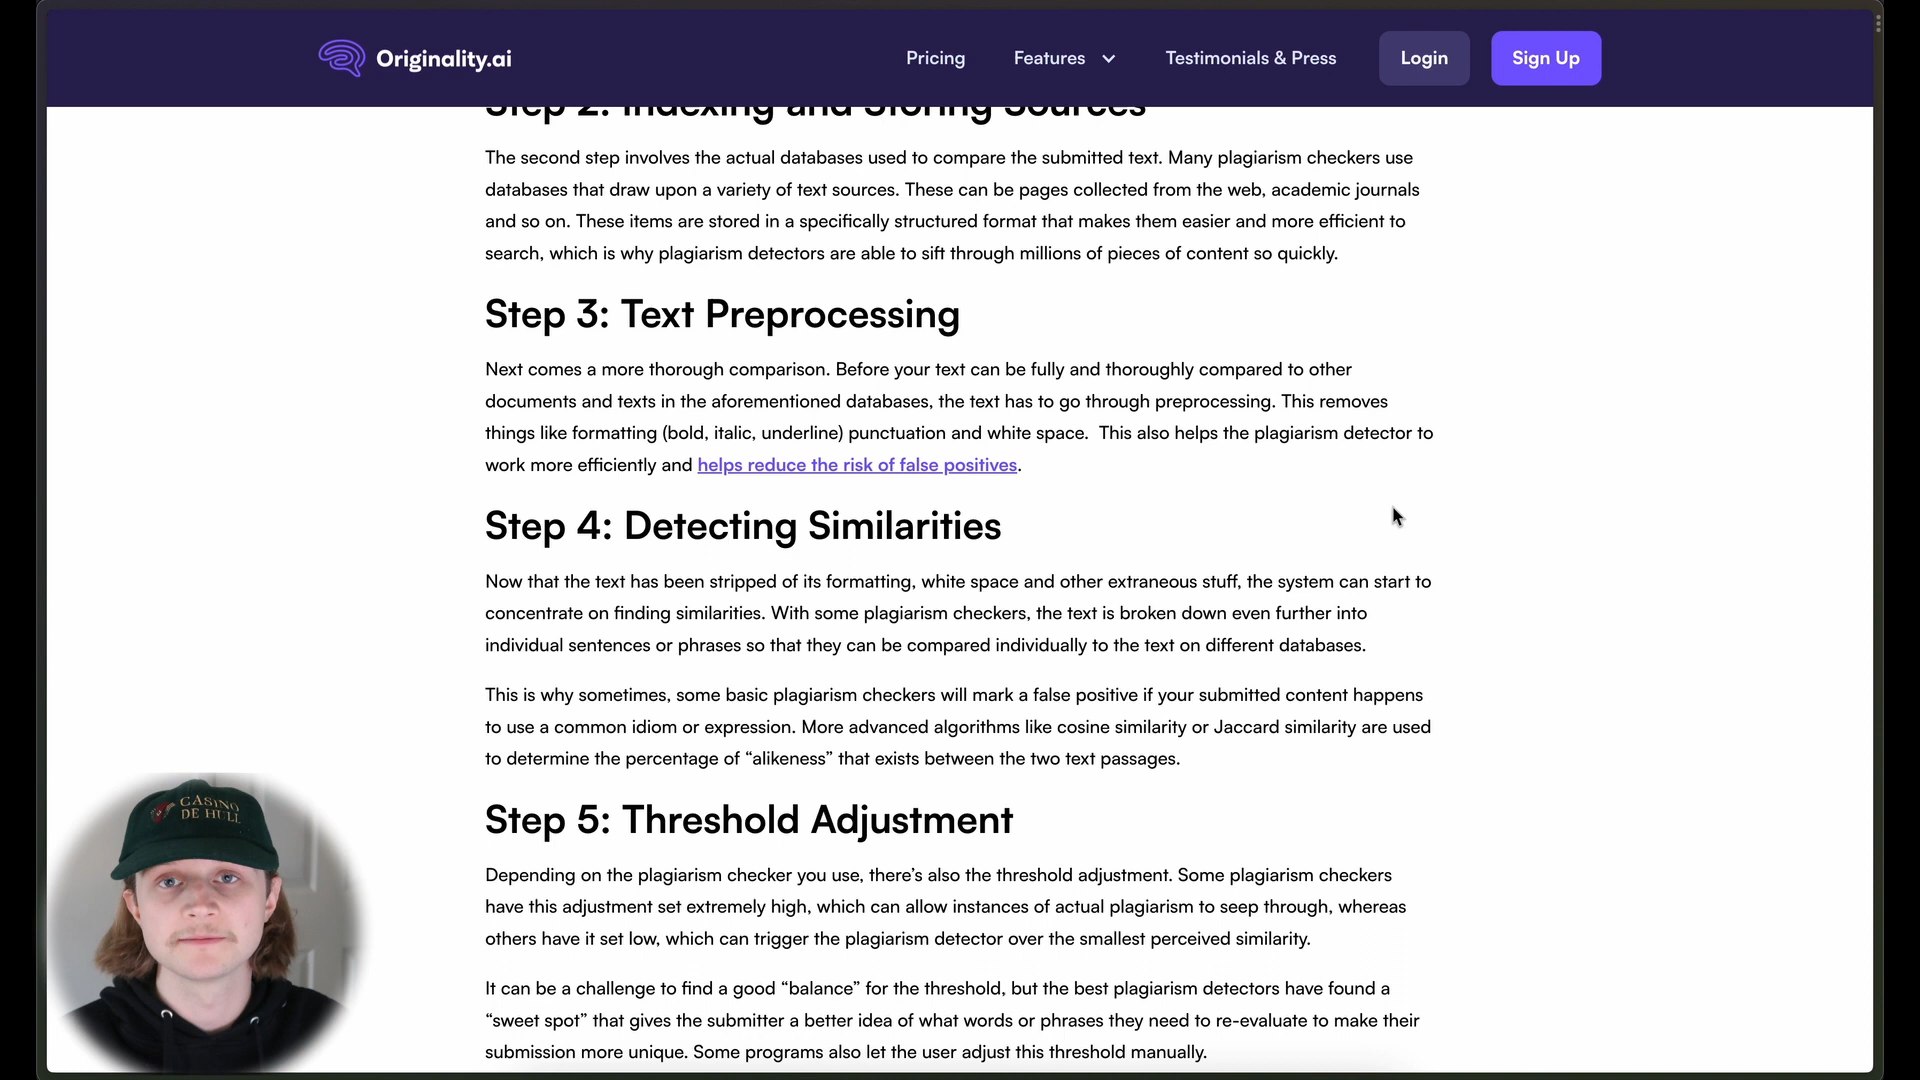 Originality.ai
Pricing
Features
Testimonials & Press
Login
Sign Up
Step 2: Indexing and Storing Sources
The second step involves the actual databases used to compare the submitted text. Many plagiarism checkers use
databases that draw upon a variety of text sources. These can be pages collected from the web, academic journals
and so on. These items are stored in a specifically structured format that makes them easier and more efficient to
search, which is why plagiarism detectors are able to sift through millions of pieces of content so quickly.
Step 3: Text Preprocessing
Next comes a more thorough comparison. Before your text can be fully and thoroughly compared to other
documents and texts in the aforementioned databases, the text has to go through preprocessing. This removes
things like formatting (bold, italic, underline) punctuation and white space.  This also helps the plagiarism detector to
work more efficiently and helps reduce the risk of false positives.
Step 4: Detecting Similarities
Now that the text has been stripped of its formatting, white space and other extraneous stuff, the system can start to
concentrate on finding similarities. With some plagiarism checkers, the text is broken down even further into
individual sentences or phrases so that they can be compared individually to the text on different databases.
This is why sometimes, some basic plagiarism checkers will mark a false positive if your submitted content happens
to use a common idiom or expression. More advanced algorithms like cosine similarity or Jaccard similarity are used
to determine the percentage of “alikeness” that exists between the two text passages.
Step 5: Threshold Adjustment
Depending on the plagiarism checker you use, there’s also the threshold adjustment. Some plagiarism checkers
have this adjustment set extremely high, which can allow instances of actual plagiarism to seep through, whereas
others have it set low, which can trigger the plagiarism detector over the smallest perceived similarity.
It can be a challenge to find a good “balance” for the threshold, but the best plagiarism detectors have found a
“sweet spot” that gives the submitter a better idea of what words or phrases they need to re-evaluate to make their
submission more unique. Some programs also let the user adjust this threshold manually.
CASINO
DE HULL